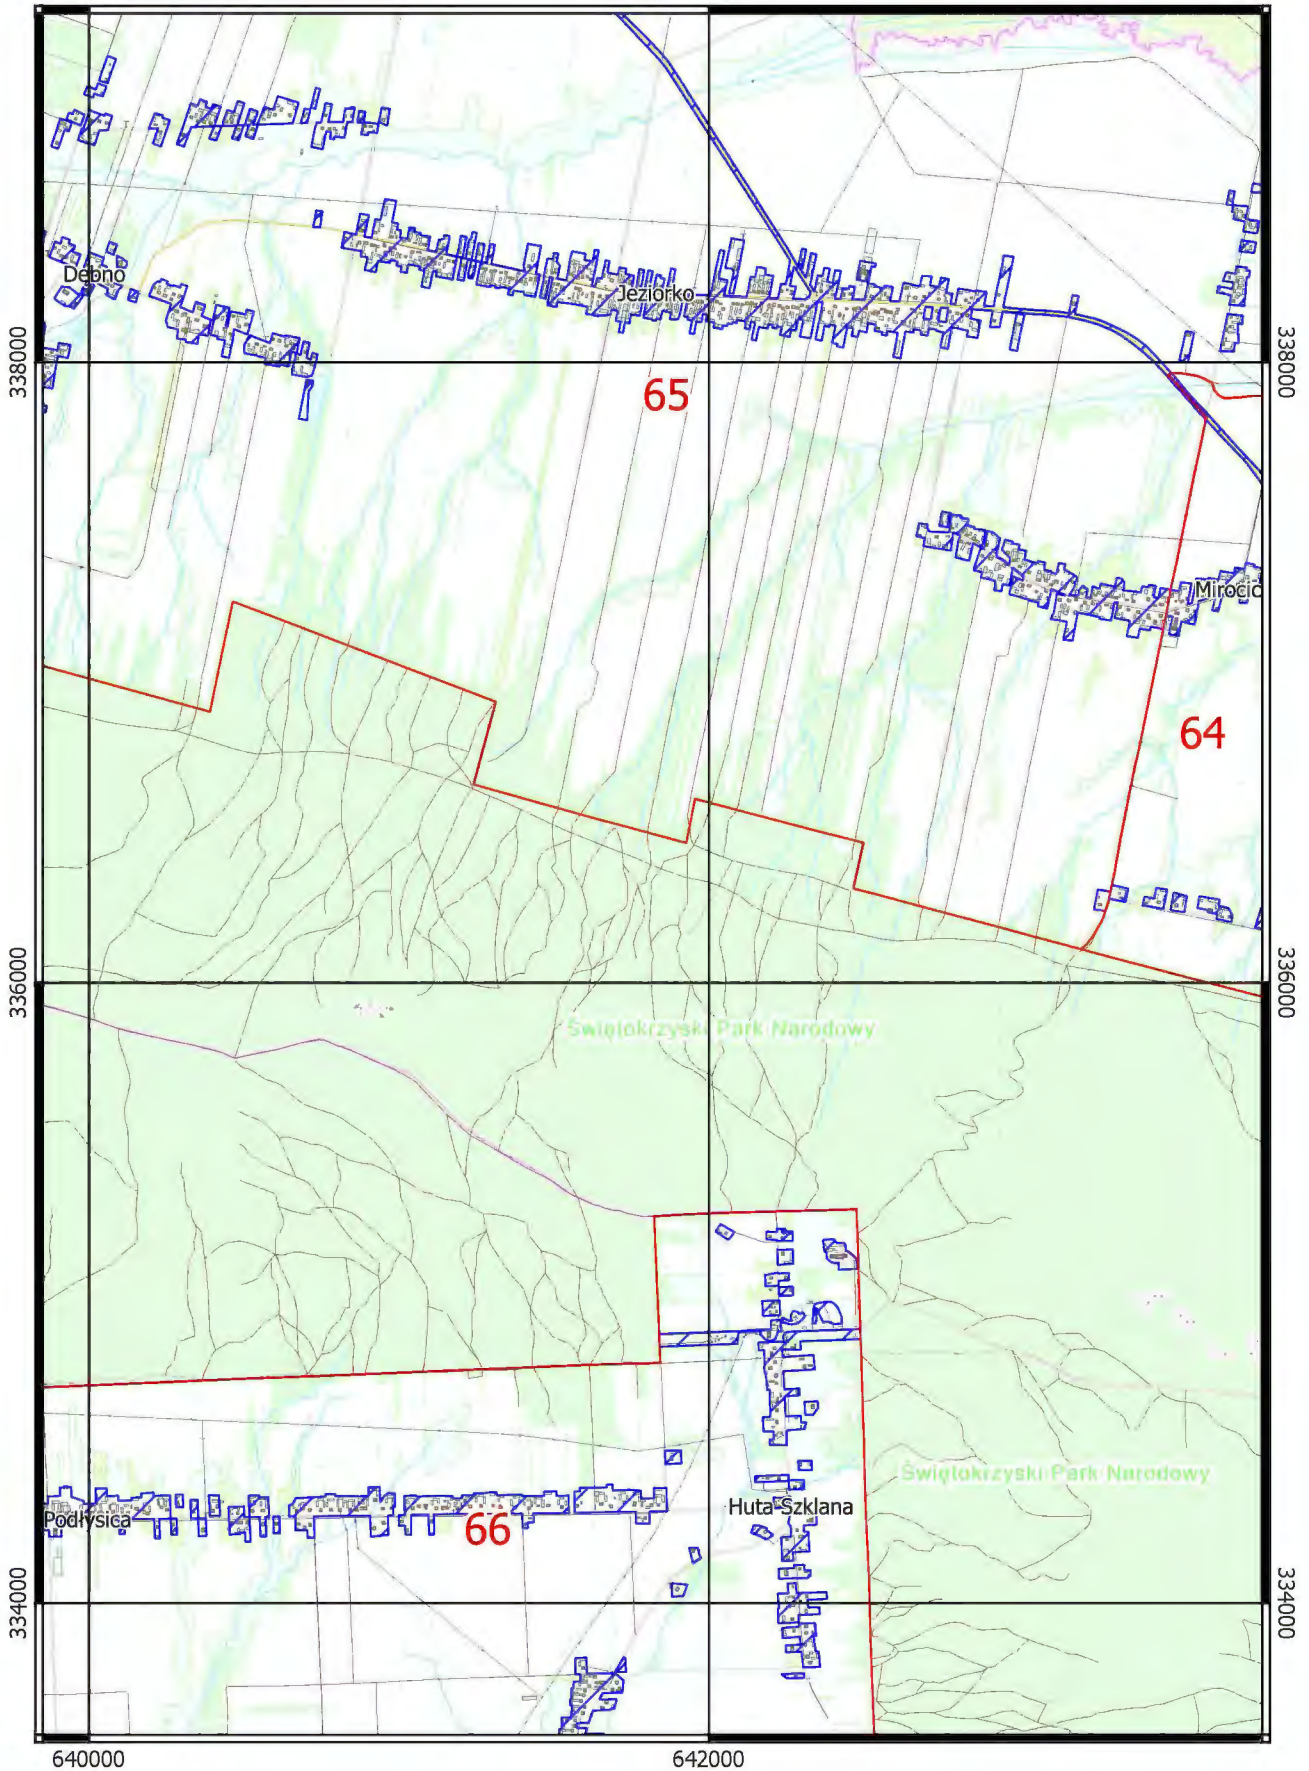 Dębno
Jeziorko
338000
338000
65
Mirocic
64
336000
336000
Świętokrzyski Park Narodowy
Świętokrzyski Park Narodowy
Huta Szklana
Podłysica
66
334000
334000
640000
642000